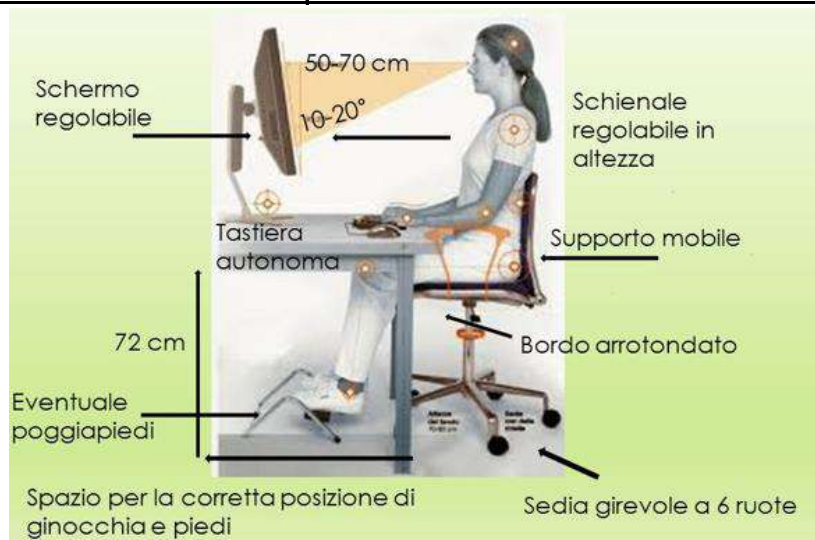 50-70 cm
10-20°
Schermo
regolabile
Schienale
regolabile in
altezza
Tastiera
autonoma
Supporto mobile
72 cm
Bordo arrotondato
Eventuale
poggiapiedi
Sedia girevole a 6 ruote
Spazio per la corretta posizione di
ginocchia e piedi